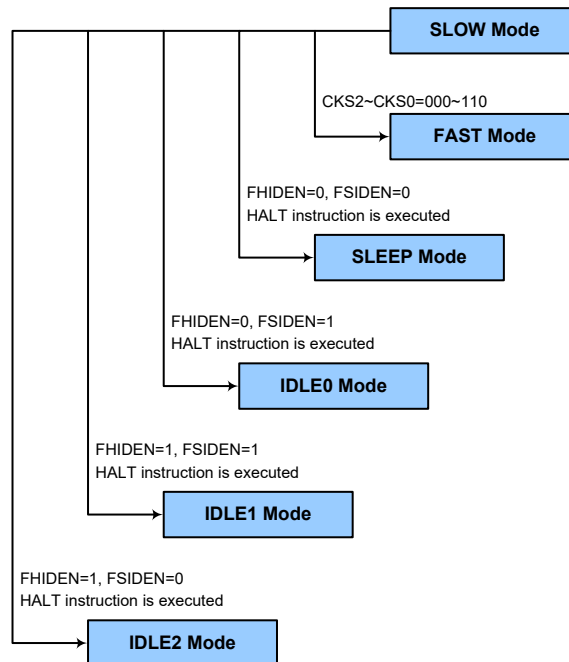 SLOW Mode
CKS2~CKS0=000~110
FAST Mode
FHIDEN=0, FSIDEN=0
HALT instruction is executed
SLEEP Mode
FHIDEN=0, FSIDEN=1
HALT instruction is executed
IDLE0 Mode
FHIDEN=1, FSIDEN=1
HALT instruction is executed
IDLE1 Mode
FHIDEN=1, FSIDEN=0
HALT instruction is executed
IDLE2 Mode